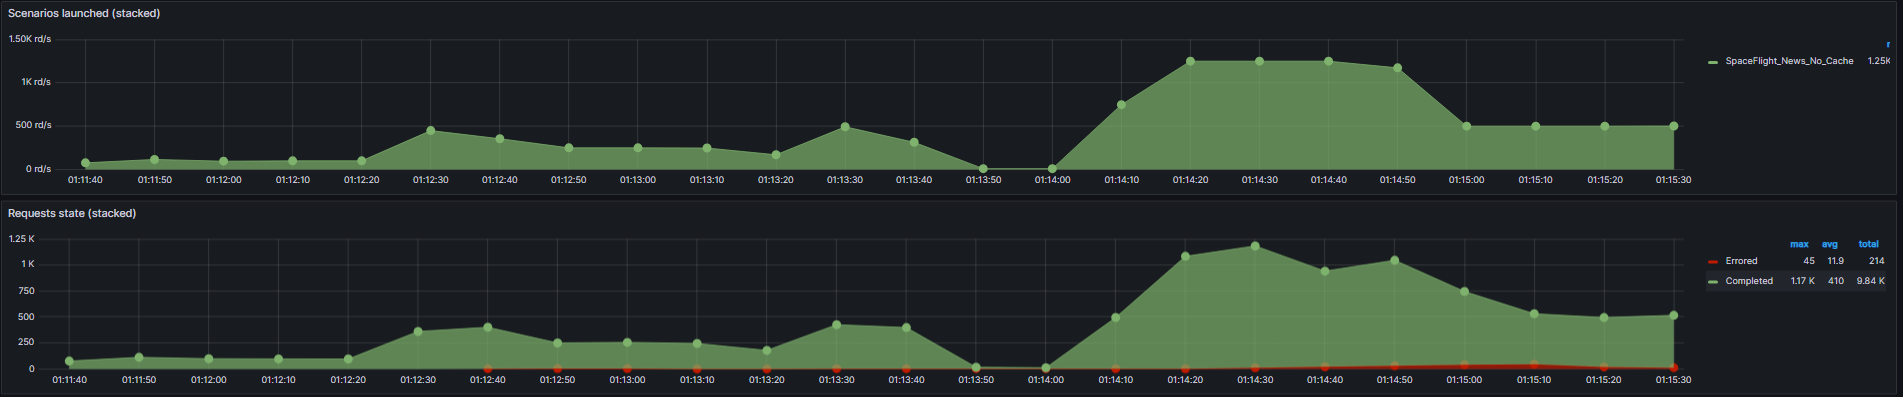 Scenarios launched (stacked)
1.50K rd/s
1K rd/s
500 rd/s
0 rd/s
01:11:40 01:11:50 01:12:00 01:12:10 01:12:20 01:12:30 01:12:40 01:12:50 01:13:00 01:13:10 01:13:20 01:13:30 01:13:40 01:13:50 01:14:00 01:14:10 01:14:20 01:14:30 01:14:40 01:14:50 01:15:00 01:15:10 01:15:20 01:15:30
SpaceFlight_News_No_Cache 1.25K
Requests state (stacked)
1.25 K
1 K
750
500
250
0
01:11:40 01:11:50 01:12:00 01:12:10 01:12:20 01:12:30 01:12:40 01:12:50 01:13:00 01:13:10 01:13:20 01:13:30 01:13:40 01:13:50 01:14:00 01:14:10 01:14:20 01:14:30 01:14:40 01:14:50 01:15:00 01:15:10 01:15:20 01:15:30
max avg total
Errored 45 11.9 214
Completed 1.17 K 410 9.84 K